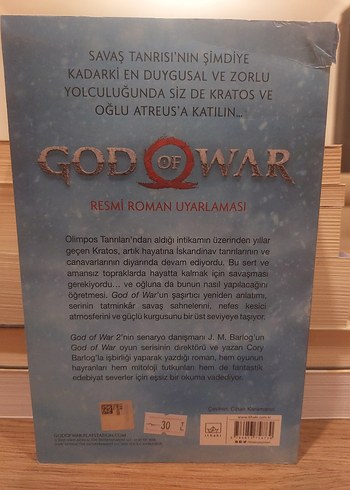 SAVAŞ TANRISI'NIN ŞİMDİYE
KADARKİ EN DUYGUSAL VE ZORLU
YOLCULUĞUNDA SİZ DE KRATOS VE
OĞLU ATREUS'A KATILIN...
GOD OF WAR
RESMİ ROMAN UYARLAMASI
Olimpos Tanrıları'ndan aldığı intikamın üzerinden yıllar
geçen Kratos, artık hayatına İskandinav tanrılarının ve
canavarlarının diyarında devam ediyordu. Bu sert ve
amansız topraklarda hayatta kalmak için savaşması
gerekiyordu... ve oğluna da bunun nasıl yapılacağını
öğretmesi. God of War'un şaşırtıcı yeniden anlatımı,
serinin tatminkâr savaş sahnelerini, nefes kesici
atmosferini ve güçlü kurgusunu bir üst seviyeye taşıyor.
God of War 2'nin senaryo danışmanı J. M. Barlog'un
God of War oyun serisinin direktörü ve yazarı Cory
Barlog'la işbirliği yaparak yazdığı roman, hem oyunun
hayranları hem mitoloji tutkunları hem de fantastik
edebiyat severler için eşsiz bir okuma vadediyor.
30